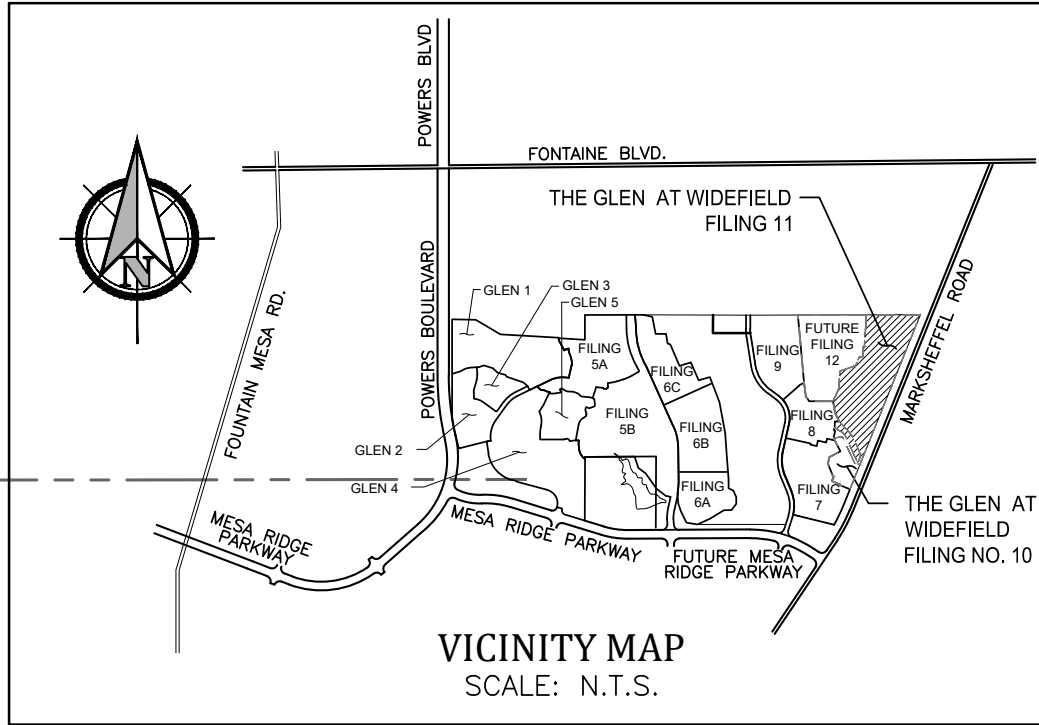 POWERS BLVD
FONTAINE BLVD.
THE GLEN AT WIDEFIELD
FILING 11
N
FOUNTAIN MESA RD.
POWERS BOULEVARD
MARKSHEFFEL ROAD
GLEN 1
GLEN 3
GLEN 5
FILING
5A
FILING
6C
FILING
9
FUTURE
FILING
12
GLEN 2
FILING
5B
FILING
6B
FILING
8
GLEN 4
FILING
6A
FILING
7
THE GLEN AT
WIDEFIELD
FILING NO. 10
MESA RIDGE
PARKWAY
MESA RIDGE PARKWAY
FUTURE MESA
RIDGE PARKWAY
VICINITY MAP
SCALE: N.T.S.